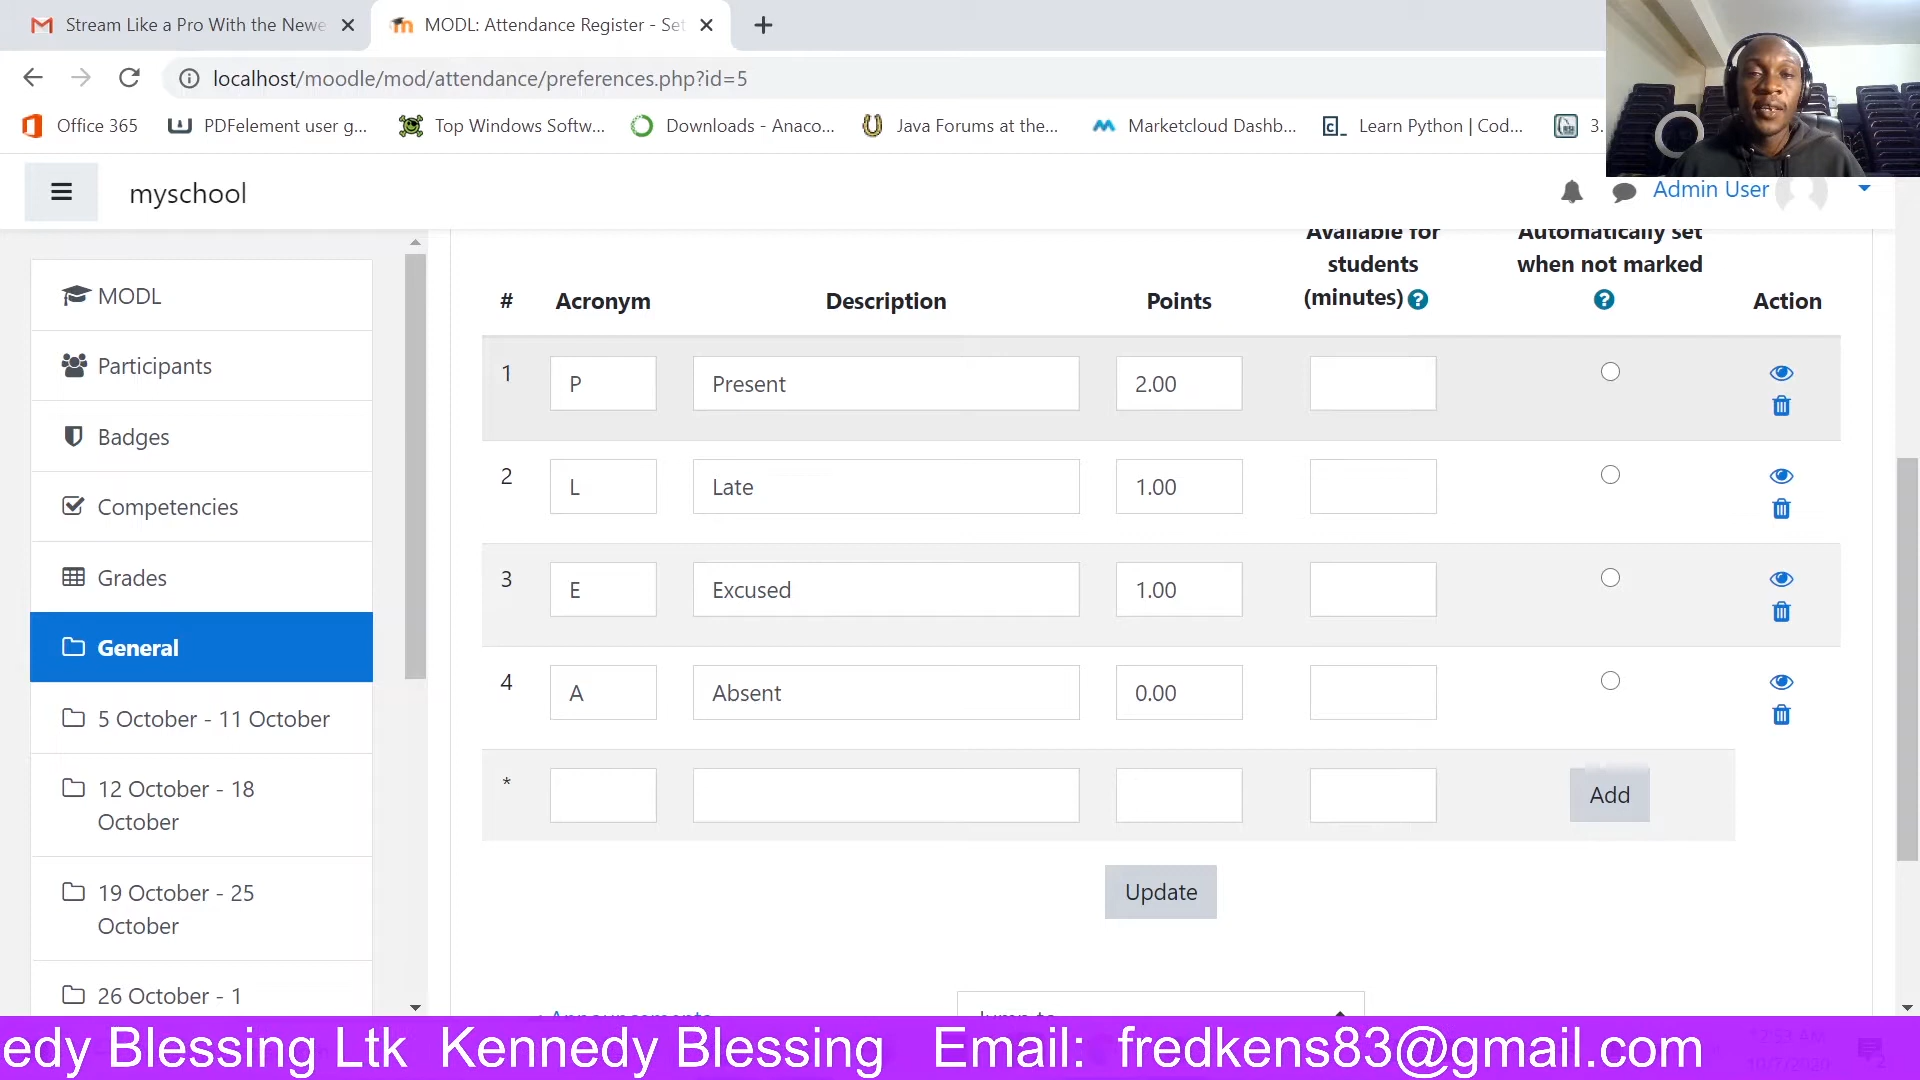 Stream Like a Pro With the Newe
MODL: Attendance Register - Set
localhost/moodle/mod/attendance/preferences.php?id=5
Office 365
PDFelement user g...
Top Windows Softw...
Downloads - Anaco...
Java Forums at the...
Marketcloud Dashb...
Learn Python | Cod...
3.
myschool
Admin User
MODL
Participants
Badges
Competencies
Grades
General
5 October - 11 October
12 October - 18
October
19 October - 25
October
26 October - 1
Available for
students
(minutes)
Automatically set
when not marked
# Acronym Description Points Action
1 P Present 2.00
2 L Late 1.00
3 E Excused 1.00
4 A Absent 0.00
* Add
Update
Announcements
Jump to
edy Blessing Ltk Kennedy Blessing Email: fredkens83@gmail.com